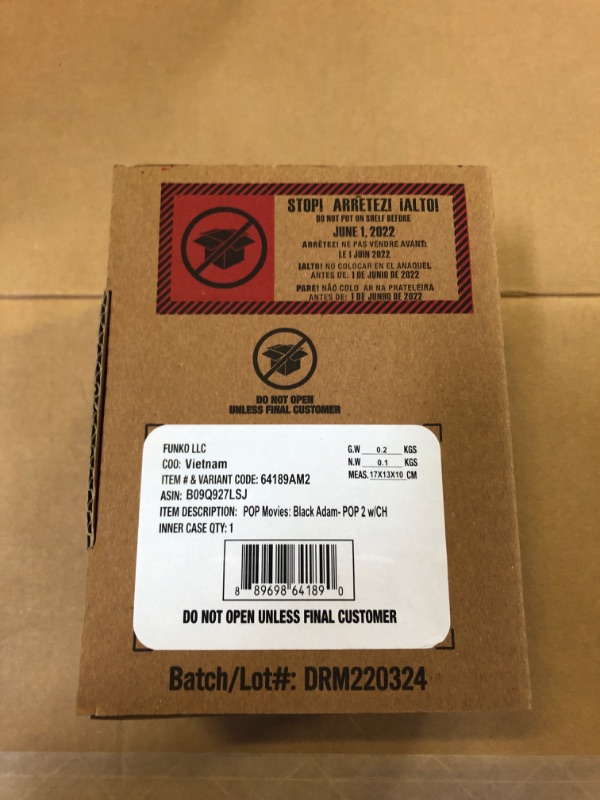 STOP! ARRÊTEZ! ¡ALTO!
DO NOT PUT ON SHELF BEFORE
JUNE 1, 2022
ARRÊTEZ! NE PAS VENDRE AVANT:
LE 1 JUIN 2022
¡ALTO! NO COLOCAR EN EL ANAQUEL
ANTES DE: 1 DE JUNIO DE 2022
PARE! NÃO COLO AR NA PRATELEIRA
ANTES DE: 1 DE JUNHO DE 2022
DO NOT OPEN
UNLESS FINAL CUSTOMER
FUNKO LLC
COO: Vietnam
ITEM # & VARIANT CODE: 64189AM2
ASIN: B09Q927LSJ
ITEM DESCRIPTION: POP Movies: Black Adam- POP 2 w/CH
INNER CASE QTY: 1
G.W 0.2 KGS
N.W 0.1 KGS
MEAS. 17X13X10 CM
8 89698 64189 0
DO NOT OPEN UNLESS FINAL CUSTOMER
Batch/Lot#: DRM220324